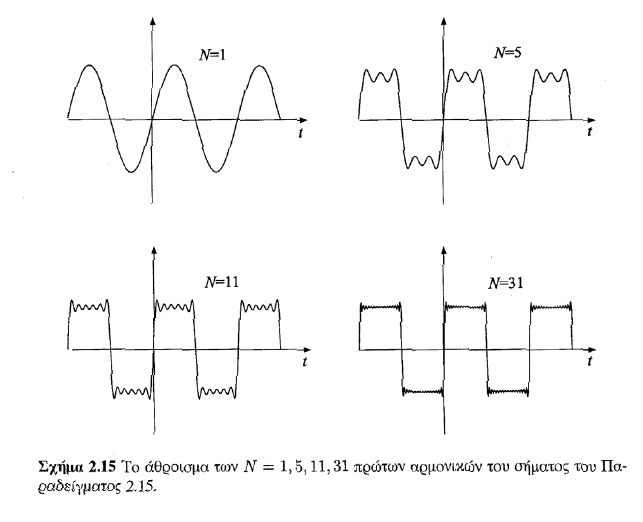 N=1
N=5
t
t
N=11
N=31
t
t
Σχήμα 2.15 Το άθροισμα των N = 1, 5, 11, 31 πρώτων αρμονικών του σήματος του Πα-
ραδείγματος 2.15.